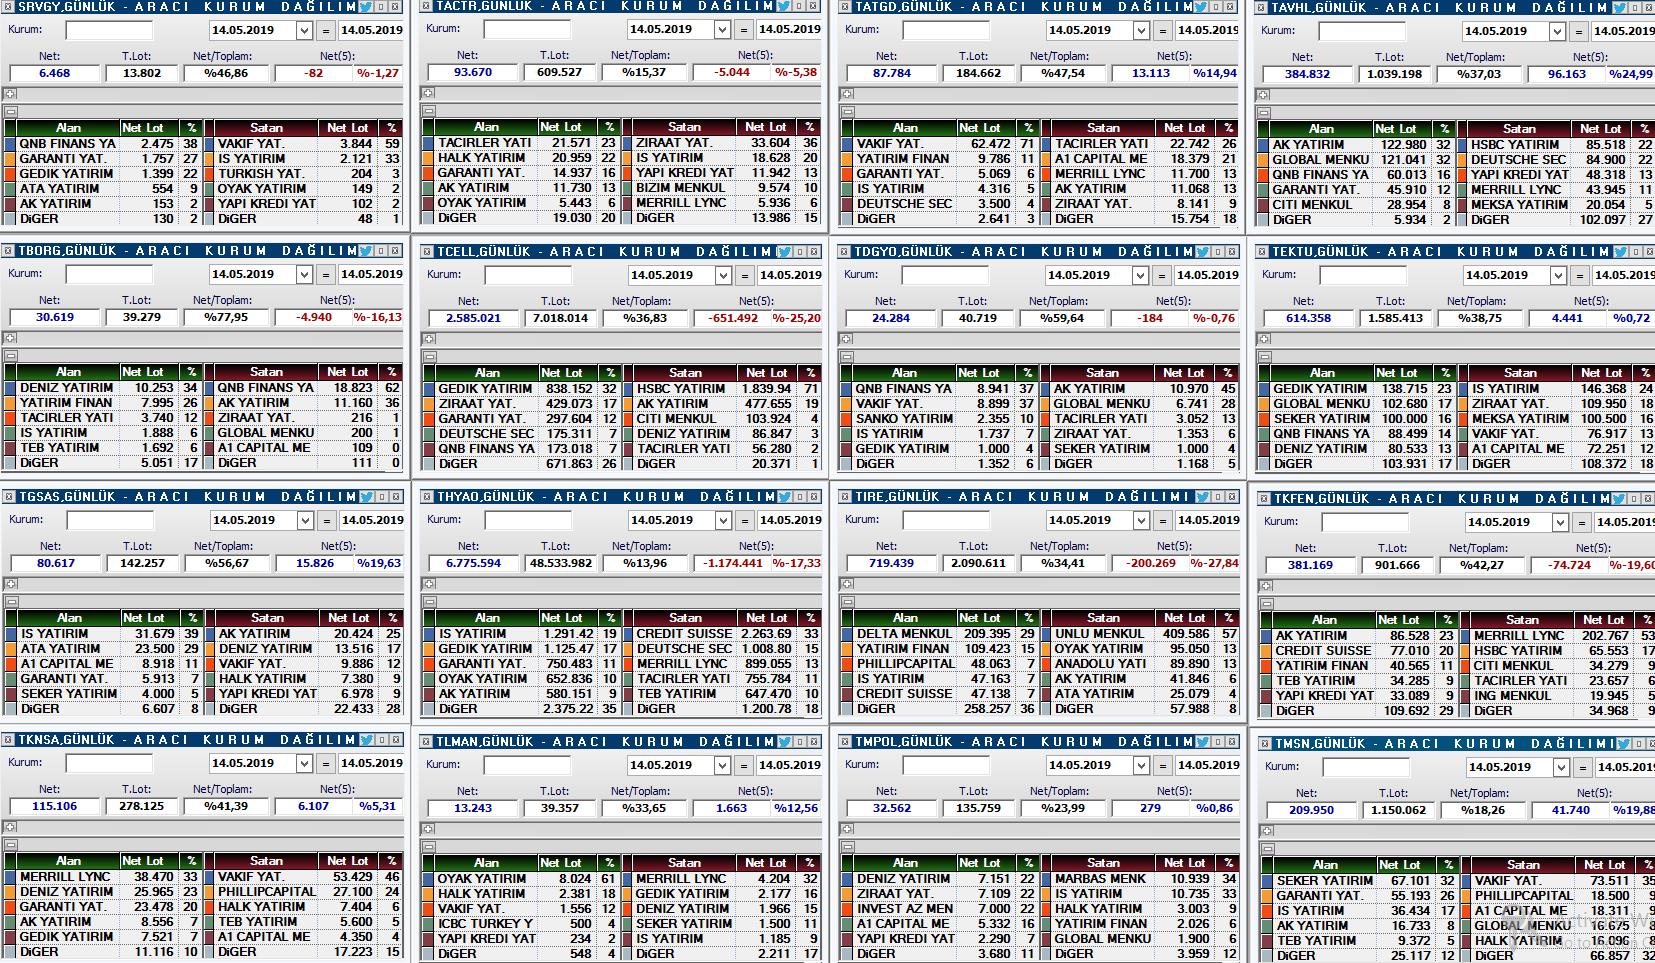 SRVGY,GÜNLÜK - ARACI KURUM DAĞILIM
Kurum: 14.05.2019 = 14.05.2019
Net: T.Lot: Net/Toplam: Net(5):
6.468 13.802 %46,86 -82 %-1,27
Alan Net Lot % Satan Net Lot %
QNB FINANS YA 2.475 38 VAKIF YAT. 3.844 59
GARANTI YAT. 1.757 27 IS YATIRIM 2.121 33
GEDIK YATIRIM 1.399 22 TURKISH YAT. 204 3
ATA YATIRIM 554 9 OYAK YATIRIM 149 2
AK YATIRIM 153 2 YAPI KREDI YAT 102 2
DiGER 130 2 DiGER 48 1
TACTR,GÜNLÜK - ARACI KURUM DAĞILIM
Kurum: 14.05.2019 = 14.05.2019
Net: T.Lot: Net/Toplam: Net(5):
93.670 609.527 %15,37 -5.044 %-5,38
Alan Net Lot % Satan Net Lot %
TACIRLER YATI 21.571 23 ZIRAAT YAT. 33.604 36
HALK YATIRIM 20.959 22 IS YATIRIM 18.628 20
GARANTI YAT. 14.937 16 YAPI KREDI YAT 11.942 13
AK YATIRIM 11.730 13 BIZIM MENKUL 9.574 10
OYAK YATIRIM 5.443 6 MERRILL LYNC 5.936 6
DiGER 19.030 20 DiGER 13.986 15
TATGD,GÜNLÜK - ARACI KURUM DAĞILIM
Kurum: 14.05.2019 = 14.05.2019
Net: T.Lot: Net/Toplam: Net(5):
87.784 184.662 %47,54 13.113 %14,94
Alan Net Lot % Satan Net Lot %
VAKIF YAT. 62.472 71 TACIRLER YATI 22.742 26
YATIRIM FINAN 9.786 11 A1 CAPITAL ME 18.379 21
GARANTI YAT. 5.069 6 MERRILL LYNC 11.700 13
IS YATIRIM 4.316 5 AK YATIRIM 11.068 13
DEUTSCHE SEC 3.500 4 ZIRAAT YAT. 8.141 9
DiGER 2.641 3 DiGER 15.754 18
TAVHL,GÜNLÜK - ARACI KURUM DAĞILIM
Kurum: 14.05.2019 = 14.05.2019
Net: T.Lot: Net/Toplam: Net(5):
384.832 1.039.198 %37,03 96.163 %24,99
Alan Net Lot % Satan Net Lot %
AK YATIRIM 122.980 32 HSBC YATIRIM 85.518 22
GLOBAL MENKU 121.041 32 DEUTSCHE SEC 84.900 22
QNB FINANS YA 60.013 16 YAPI KREDI YAT 48.318 13
GARANTI YAT. 45.910 12 MERRILL LYNC 43.945 11
CITI MENKUL 28.954 8 MEKSA YATIRIM 20.054 5
DiGER 5.934 2 DiGER 102.097 27
TBORG,GÜNLÜK - ARACI KURUM DAĞILIM
Kurum: 14.05.2019 = 14.05.2019
Net: T.Lot: Net/Toplam: Net(5):
30.619 39.279 %77,95 -4.940 %-16,13
Alan Net Lot % Satan Net Lot %
DENIZ YATIRIM 10.253 34 QNB FINANS YA 18.823 62
YATIRIM FINAN 7.995 26 AK YATIRIM 11.160 36
TACIRLER YATI 3.740 12 ZIRAAT YAT. 216 1
IS YATIRIM 1.888 6 GLOBAL MENKU 200 1
TEB YATIRIM 1.692 6 A1 CAPITAL ME 109 0
DiGER 5.051 17 DiGER 111 0
TCELL,GÜNLÜK - ARACI KURUM DAĞILIM
Kurum: 14.05.2019 = 14.05.2019
Net: T.Lot: Net/Toplam: Net(5):
2.585.021 7.018.014 %36,83 -651.492 %-25,20
Alan Net Lot % Satan Net Lot %
GEDIK YATIRIM 838.152 32 HSBC YATIRIM 1.839.94 71
ZIRAAT YAT. 429.073 17 AK YATIRIM 477.655 19
GARANTI YAT. 297.604 12 CITI MENKUL 103.924 4
DEUTSCHE SEC 175.311 7 DENIZ YATIRIM 86.847 3
QNB FINANS YA 173.018 7 TACIRLER YATI 56.280 2
DiGER 671.863 26 DiGER 20.371 1
TDGYO,GÜNLÜK - ARACI KURUM DAĞILIM
Kurum: 14.05.2019 = 14.05.2019
Net: T.Lot: Net/Toplam: Net(5):
24.284 40.719 %59,64 -184 %-0,76
Alan Net Lot % Satan Net Lot %
QNB FINANS YA 8.941 37 AK YATIRIM 10.970 45
VAKIF YAT. 8.899 37 GLOBAL MENKU 6.741 28
SANKO YATIRIM 2.355 10 TACIRLER YATI 3.052 13
IS YATIRIM 1.737 7 ZIRAAT YAT. 1.353 6
GEDIK YATIRIM 1.000 4 SEKER YATIRIM 1.000 4
DiGER 1.352 6 DiGER 1.168 5
TEKTU,GÜNLÜK - ARACI KURUM DAĞILIM
Kurum: 14.05.2019 = 14.05.2019
Net: T.Lot: Net/Toplam: Net(5):
614.358 1.585.413 %38,75 4.441 %0,72
Alan Net Lot % Satan Net Lot %
GEDIK YATIRIM 138.715 23 IS YATIRIM 146.368 24
GLOBAL MENKU 102.680 17 ZIRAAT YAT. 109.950 18
SEKER YATIRIM 100.000 16 MEKSA YATIRIM 100.500 16
QNB FINANS YA 88.499 14 VAKIF YAT. 76.917 13
DENIZ YATIRIM 80.533 13 A1 CAPITAL ME 72.251 12
DiGER 103.931 17 DiGER 108.372 18
TGSAS,GÜNLÜK - ARACI KURUM DAĞILIM
Kurum: 14.05.2019 = 14.05.2019
Net: T.Lot: Net/Toplam: Net(5):
80.617 142.257 %56,67 15.826 %19,63
Alan Net Lot % Satan Net Lot %
IS YATIRIM 31.679 39 AK YATIRIM 20.424 25
ATA YATIRIM 23.500 29 DENIZ YATIRIM 13.516 17
A1 CAPITAL ME 8.918 11 VAKIF YAT. 9.886 12
GARANTI YAT. 5.913 7 HALK YATIRIM 7.380 9
SEKER YATIRIM 4.000 5 YAPI KREDI YAT 6.978 9
DiGER 6.607 8 DiGER 22.433 28
THYAO,GÜNLÜK - ARACI KURUM DAĞILIM
Kurum: 14.05.2019 = 14.05.2019
Net: T.Lot: Net/Toplam: Net(5):
6.775.594 48.533.982 %13,96 -1.174.441 %-17,33
Alan Net Lot % Satan Net Lot %
IS YATIRIM 1.291.42 19 CREDIT SUISSE 2.263.69 33
GEDIK YATIRIM 1.125.47 17 DEUTSCHE SEC 1.008.80 15
GARANTI YAT. 750.483 11 MERRILL LYNC 899.055 13
OYAK YATIRIM 652.836 10 TACIRLER YATI 755.784 11
AK YATIRIM 580.151 9 TEB YATIRIM 647.470 10
DiGER 2.375.22 35 DiGER 1.200.78 18
TIRE,GÜNLÜK - ARACI KURUM DAĞILIMI
Kurum: 14.05.2019 = 14.05.2019
Net: T.Lot: Net/Toplam: Net(5):
719.439 2.090.611 %34,41 -200.269 %-27,84
Alan Net Lot % Satan Net Lot %
DELTA MENKUL 209.395 29 UNLU MENKUL 409.586 57
YATIRIM FINAN 109.423 15 OYAK YATIRIM 95.050 13
PHILLIPCAPITAL 48.063 7 ANADOLU YATI 89.890 13
IS YATIRIM 47.163 7 AK YATIRIM 41.846 6
CREDIT SUISSE 47.138 7 ATA YATIRIM 25.079 4
DiGER 258.257 36 DiGER 57.988 8
TKFEN,GÜNLÜK - ARACI KURUM DAĞILIM
Kurum: 14.05.2019 = 14.05.2019
Net: T.Lot: Net/Toplam: Net(5):
381.169 901.666 %42,27 -74.724 %-19,60
Alan Net Lot % Satan Net Lot %
AK YATIRIM 86.528 23 MERRILL LYNC 202.767 53
CREDIT SUISSE 77.010 20 HSBC YATIRIM 65.553 17
YATIRIM FINAN 40.565 11 CITI MENKUL 34.279 9
TEB YATIRIM 34.285 9 TACIRLER YATI 23.657 6
YAPI KREDI YAT 33.089 9 ING MENKUL 19.945 5
DiGER 109.692 29 DiGER 34.968 9
TKNSA,GÜNLÜK - ARACI KURUM DAĞILIM
Kurum: 14.05.2019 = 14.05.2019
Net: T.Lot: Net/Toplam: Net(5):
115.106 278.125 %41,39 6.107 %5,31
Alan Net Lot % Satan Net Lot %
MERRILL LYNC 38.470 33 VAKIF YAT. 53.429 46
DENIZ YATIRIM 25.965 23 PHILLIPCAPITAL 27.100 24
GARANTI YAT. 23.478 20 HALK YATIRIM 7.404 6
AK YATIRIM 8.556 7 TEB YATIRIM 5.600 5
GEDIK YATIRIM 7.521 7 A1 CAPITAL ME 4.350 4
DiGER 11.116 10 DiGER 17.223 15
TLMAN,GÜNLÜK - ARACI KURUM DAĞILIM
Kurum: 14.05.2019 = 14.05.2019
Net: T.Lot: Net/Toplam: Net(5):
13.243 39.357 %33,65 1.663 %12,56
Alan Net Lot % Satan Net Lot %
OYAK YATIRIM 8.024 61 MERRILL LYNC 4.204 32
HALK YATIRIM 2.381 18 GEDIK YATIRIM 2.177 16
VAKIF YAT. 1.556 12 DENIZ YATIRIM 1.966 15
ICBC TURKEY Y 500 4 SEKER YATIRIM 1.500 11
YAPI KREDI YAT 234 2 IS YATIRIM 1.185 9
DiGER 548 4 DiGER 2.211 17
TMPOL,GÜNLÜK - ARACI KURUM DAĞILIM
Kurum: 14.05.2019 = 14.05.2019
Net: T.Lot: Net/Toplam: Net(5):
32.562 135.759 %23,99 279 %0,86
Alan Net Lot % Satan Net Lot %
DENIZ YATIRIM 7.151 22 MARBAS MENK 10.939 34
ZIRAAT YAT. 7.109 22 IS YATIRIM 10.735 33
INVEST AZ MEN 7.000 22 HALK YATIRIM 3.003 9
A1 CAPITAL ME 5.332 16 YATIRIM FINAN 2.026 6
YAPI KREDI YAT 2.290 7 GLOBAL MENKU 1.900 6
DiGER 3.680 11 DiGER 3.959 12
TMSN,GÜNLÜK - ARACI KURUM DAĞILIMI
Kurum: 14.05.2019 = 14.05.2019
Net: T.Lot: Net/Toplam: Net(5):
209.950 1.150.062 %18,26 41.740 %19,88
Alan Net Lot % Satan Net Lot %
SEKER YATIRIM 67.101 32 VAKIF YAT. 73.511 35
GARANTI YAT. 55.193 26 PHILLIPCAPITAL 18.500 9
IS YATIRIM 36.434 17 A1 CAPITAL ME 18.311 9
AK YATIRIM 16.733 8 GLOBAL MENKU 16.675 8
TEB YATIRIM 9.372 5 HALK YATIRIM 16.096 8
DiGER 25.117 12 DiGER 66.857 32